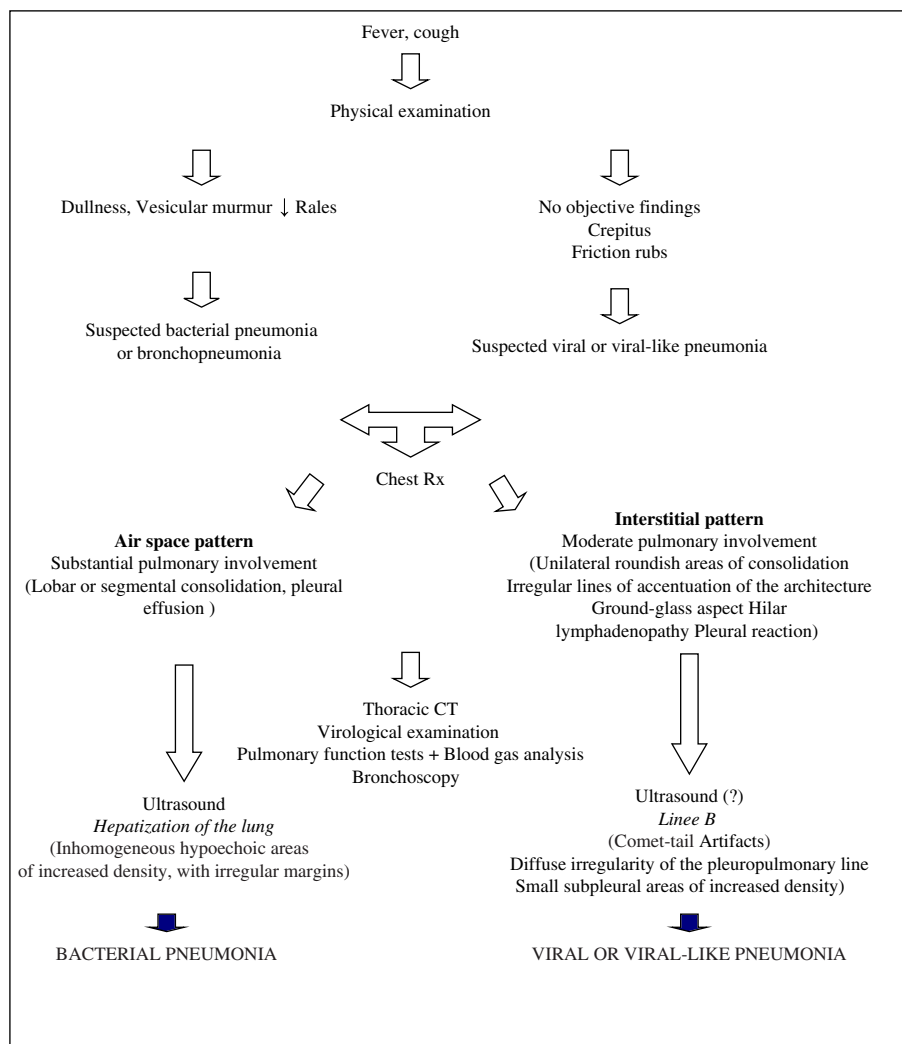 Fever, cough
Physical examination
Dullness, Vesicular murmur ↓ Rales
No objective findings
Crepitus
Friction rubs
Suspected bacterial pneumonia
or bronchopneumonia
Suspected viral or viral-like pneumonia
Chest Rx
Air space pattern
Substantial pulmonary involvement
(Lobar or segmental consolidation, pleural
effusion )
Interstitial pattern
Moderate pulmonary involvement
(Unilateral roundish areas of consolidation
Irregular lines of accentuation of the architecture
Ground-glass aspect Hilar
lymphadenopathy Pleural reaction)
Thoracic CT
Virological examination
Pulmonary function tests + Blood gas analysis
Bronchoscopy
Ultrasound
Hepatization of the lung
(Inhomogeneous hypoechoic areas
of increased density, with irregular margins)
Ultrasound (?)
Linee B
(Comet-tail Artifacts)
Diffuse irregularity of the pleuropulmonary line
Small subpleural areas of increased density)
BACTERIAL PNEUMONIA
VIRAL OR VIRAL-LIKE PNEUMONIA